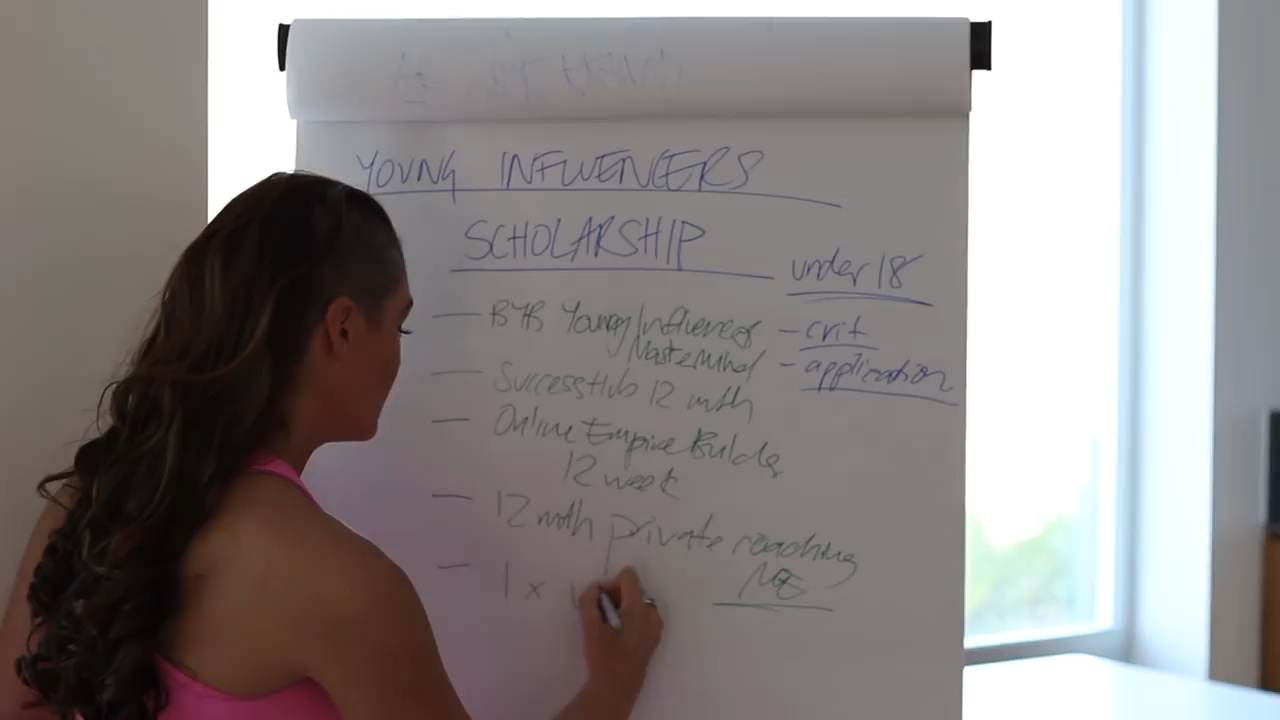 YOUNG INFLUENCERS
SCHOLARSHIP
under 18
- crit
- application
— BYB Young Influencers
Mastermind
— SuccessHub 12 mth
— Online Empire Builder
12 week
— 12 mth private coaching
— 1 x